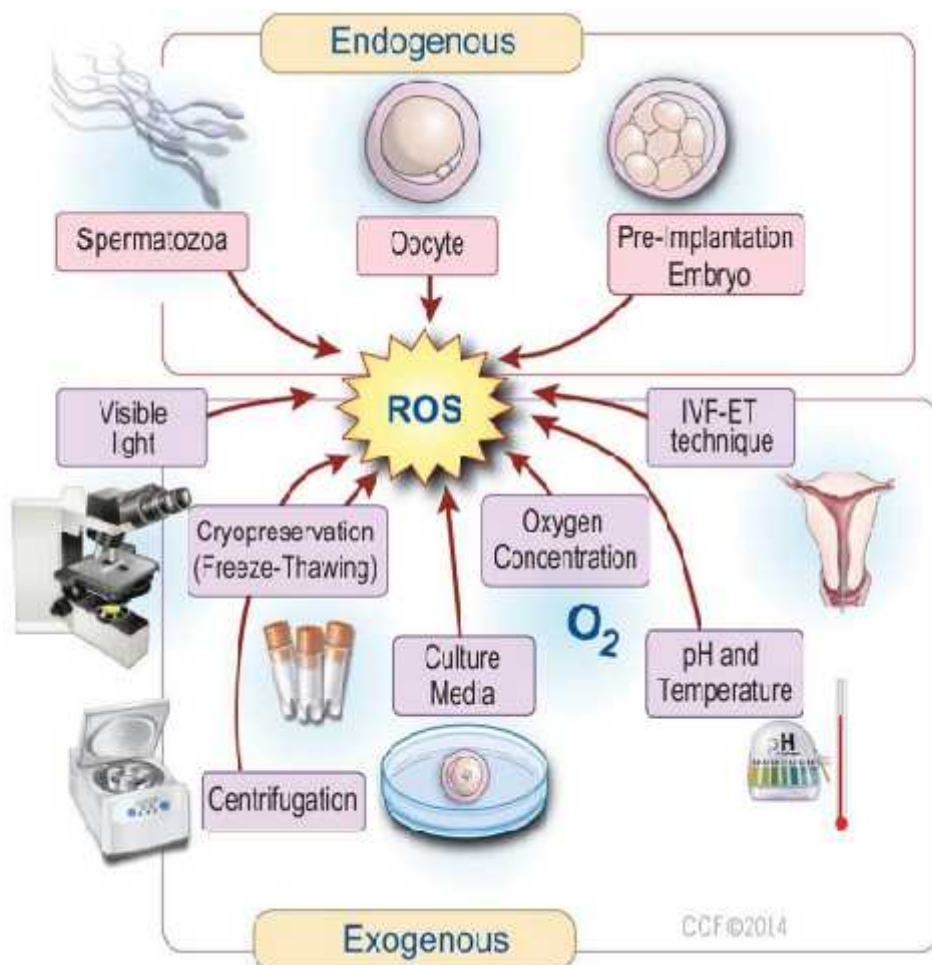 Endogenous
Spermatozoa
Oocyte
Pre-Implantation
Embryo
ROS
Visible
light
IVF-ET
technique
Cryopreservation
(Freeze-Thawing)
Oxygen
Concentration
O2
Culture
Media
pH and
Temperature
pH
Centrifugation
CCF©2014
Exogenous